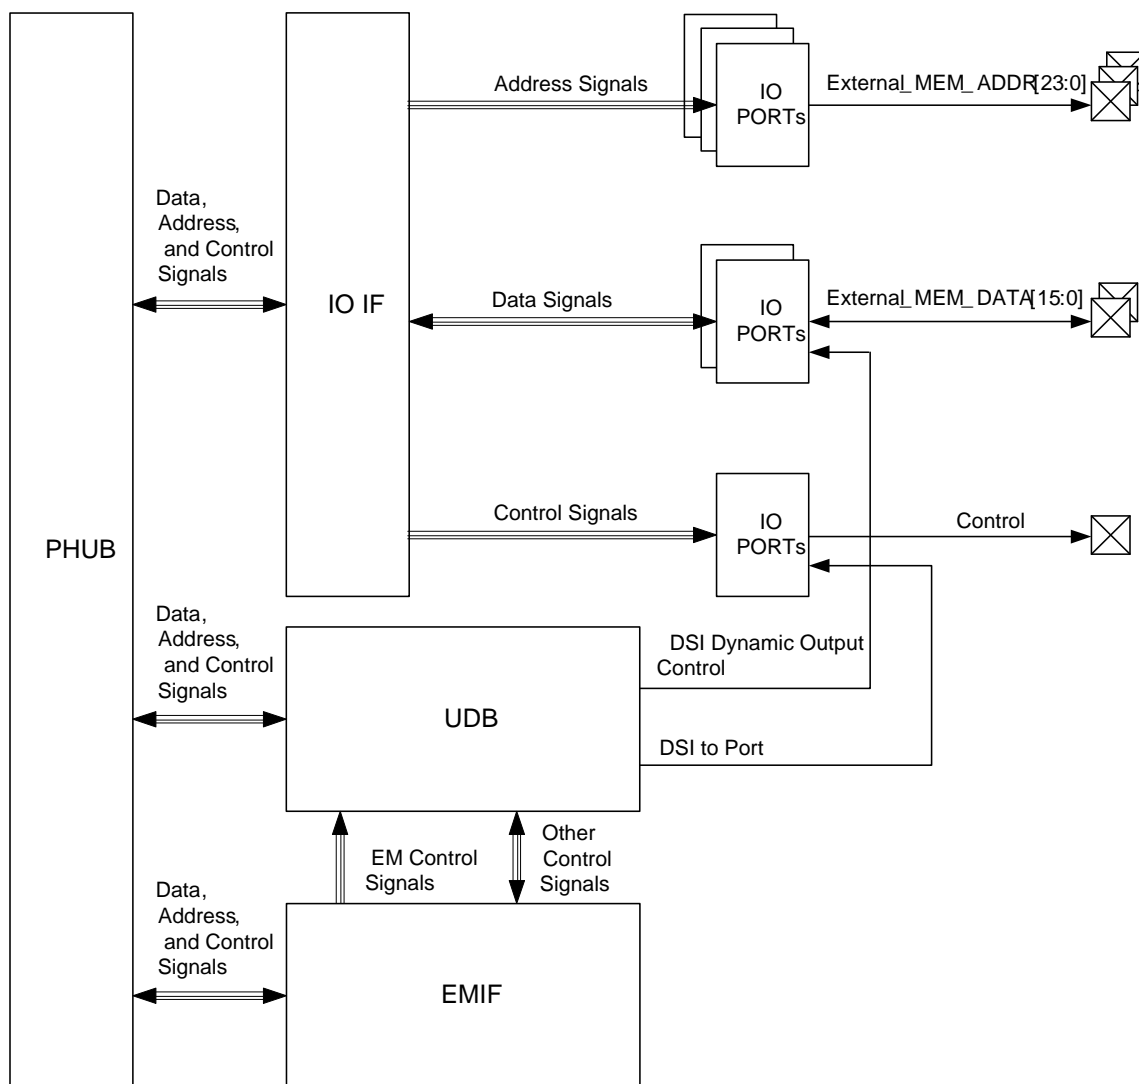 Address Signals
IO
PORTs
External_MEM_ADDR[23:0]
Data,
Address,
and Control
Signals
IO IF
Data Signals
IO
PORTs
External_MEM_DATA[15:0]
Control Signals
IO
PORTs
Control
PHUB
Data,
Address,
and Control
Signals
UDB
DSI Dynamic Output
Control
DSI to Port
EM Control
Signals
Other
Control
Signals
Data,
Address,
and Control
Signals
EMIF